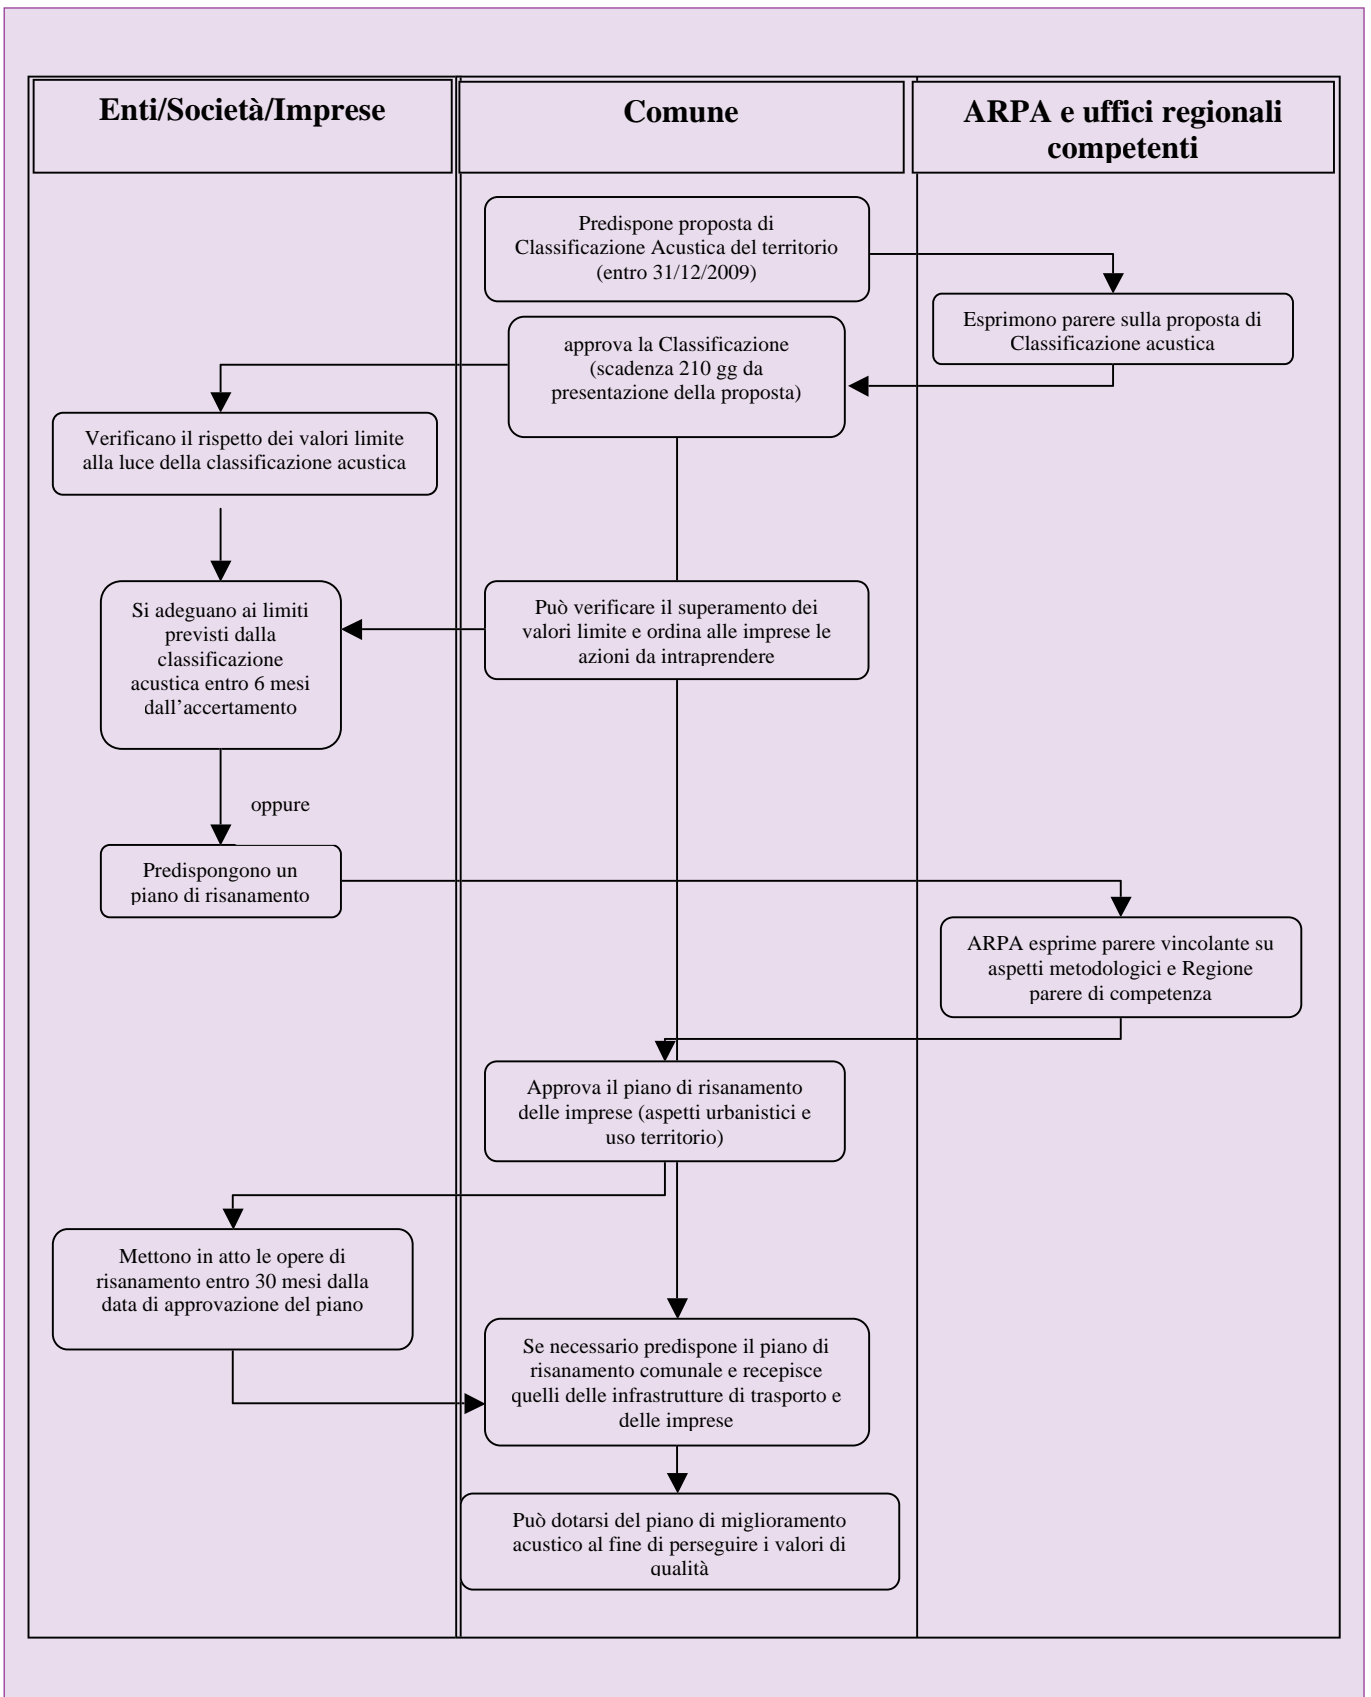 Enti/Società/Imprese
Comune
ARPA e uffici regionali
competenti
Predispone proposta di
Classificazione Acustica del territorio
(entro 31/12/2009)
Esprimono parere sulla proposta di
Classificazione acustica
approva la Classificazione
(scadenza 210 gg da
presentazione della proposta)
Verificano il rispetto dei valori limite
alla luce della classificazione acustica
Si adeguano ai limiti
previsti dalla
classificazione
acustica entro 6 mesi
dall’accertamento
Può verificare il superamento dei
valori limite e ordina alle imprese le
azioni da intraprendere
oppure
Predispongono un
piano di risanamento
ARPA esprime parere vincolante su
aspetti metodologici e Regione
parere di competenza
Approva il piano di risanamento
delle imprese (aspetti urbanistici e
uso territorio)
Mettono in atto le opere di
risanamento entro 30 mesi dalla
data di approvazione del piano
Se necessario predispone il piano di
risanamento comunale e recepisce
quelli delle infrastrutture di trasporto e
delle imprese
Può dotarsi del piano di miglioramento
acustico al fine di perseguire i valori di
qualità